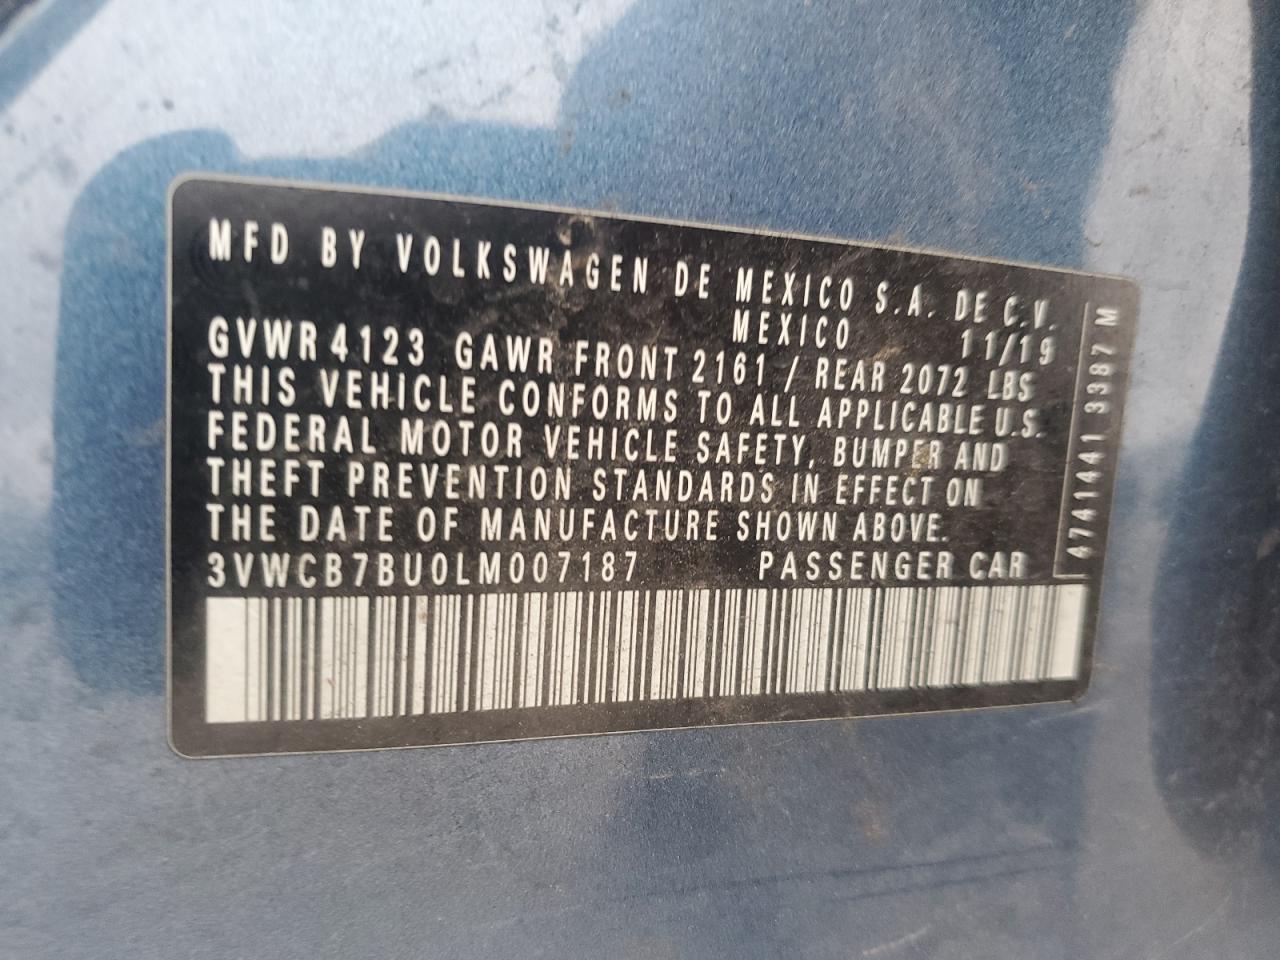 MFD BY VOLKSWAGEN DE MEXICO S.A. DE C.V.
MEXICO 11/19
GVWR 4123 GAWR FRONT 2161 / REAR 2072 LBS
THIS VEHICLE CONFORMS TO ALL APPLICABLE U.S.
FEDERAL MOTOR VEHICLE SAFETY, BUMPER AND
THEFT PREVENTION STANDARDS IN EFFECT ON
THE DATE OF MANUFACTURE SHOWN ABOVE.
3VWCB7BU0LM007187 PASSENGER CAR
4741441 3387 M